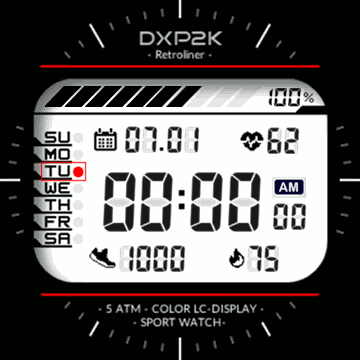 DXP2K
- Retroliner -
100%
SU
MO
TU
WE
TH
FR
SA
07.01
62
00:00
AM
00
1000
75
- 5 ATM - COLOR LC-DISPLAY -
- SPORT WATCH-